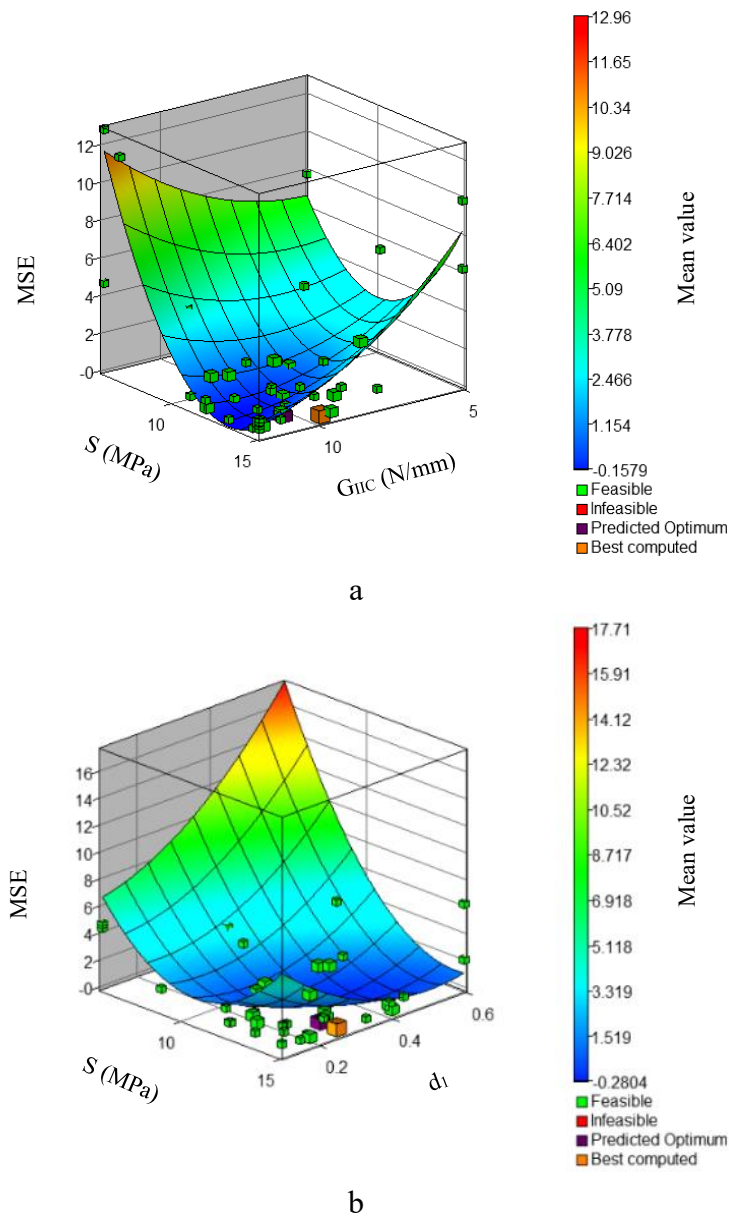 12.96
11.65
10.34
9.026
7.714
6.402
5.09
3.778
2.466
1.154
-0.1579
Mean value
12
10
8
6
4
2
-0
MSE
10
15
S (MPa)
10
5
GIIC (N/mm)
Feasible
Infeasible
Predicted Optimum
Best computed
a
17.71
15.91
14.12
12.32
10.52
8.717
6.918
5.118
3.319
1.519
-0.2804
Mean value
16
14
12
10
8
6
4
2
-0
MSE
10
15
S (MPa)
0.2
0.4
0.6
d1
Feasible
Infeasible
Predicted Optimum
Best computed
b